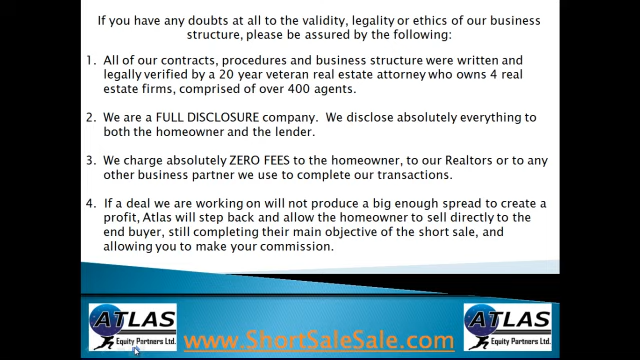 If you have any doubts at all to the validity, legality or ethics of our business
structure, please be assured by the following:
1. All of our contracts, procedures and business structure were written and
legally verified by a 20 year veteran real estate attorney who owns 4 real
estate firms, comprised of over 400 agents.
2. We are a FULL DISCLOSURE company. We disclose absolutely everything to
both the homeowner and the lender.
3. We charge absolutely ZERO FEES to the homeowner, to our Realtors or to any
other business partner we use to complete our transactions.
4. If a deal we are working on will not produce a big enough spread to create a
profit, Atlas will step back and allow the homeowner to sell directly to the
end buyer, still completing their main objective of the short sale, and
allowing you to make your commission.
ATLAS
Equity Partners Ltd.
www.ShortSaleSale.com
ATLAS
Equity Partners Ltd.